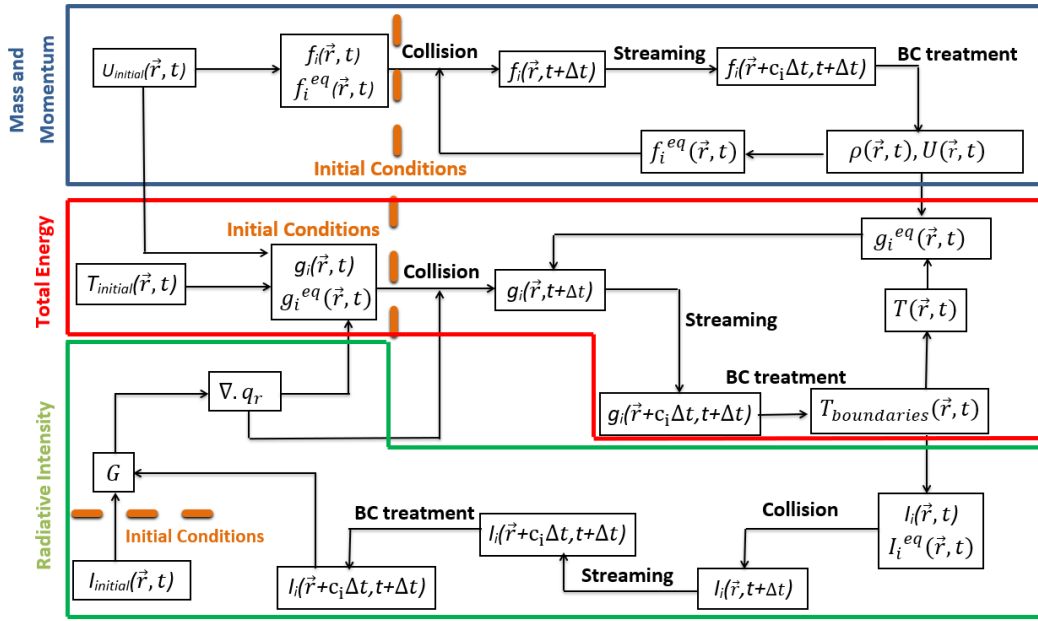 Mass and
Momentum
U_initial(r⃗, t)
f_i(r⃗, t)
f_i^eq(r⃗, t)
Collision
f_i(r⃗,t+Δt)
Streaming
f_i(r⃗+c_iΔt,t+Δt)
BC treatment
Initial Conditions
f_i^eq(r⃗, t)
ρ(r⃗, t), U(r⃗, t)
Total Energy
Initial Conditions
T_initial(r⃗, t)
g_i(r⃗, t)
g_i^eq(r⃗, t)
Collision
g_i(r⃗,t+Δt)
g_i^eq(r⃗, t)
T(r⃗, t)
Streaming
BC treatment
g_i(r⃗+c_iΔt,t+Δt)
T_boundaries(r⃗, t)
Radiative Intensity
∇. q_r
G
Initial Conditions
I_initial(r⃗, t)
BC treatment
I_i(r⃗+c_iΔt,t+Δt)
I_i(r⃗+c_iΔt,t+Δt)
Streaming
Collision
I_i(r⃗,t+Δt)
I_i(r⃗, t)
I_i^eq(r⃗, t)